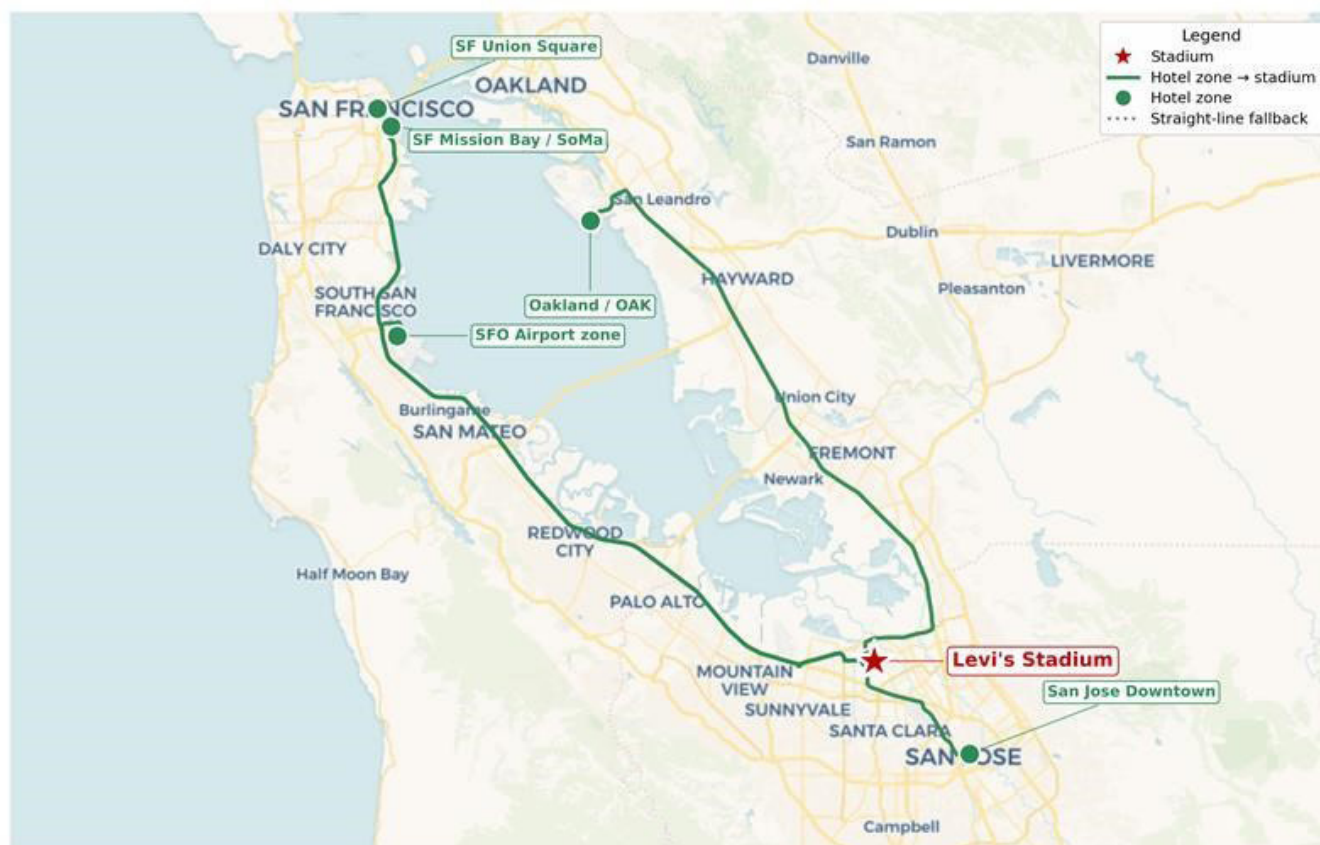 Legend
Stadium
Hotel zone → stadium
Hotel zone
Straight-line fallback
SF Union Square
OAKLAND
Danville
SAN FRANCISCO
SF Mission Bay / SoMa
San Ramon
San Leandro
Dublin
DALY CITY
LIVERMORE
HAYWARD
Pleasanton
SOUTH SAN
FRANCISCO
Oakland / OAK
SFO Airport zone
Union City
Burlingame
SAN MATEO
FREMONT
Newark
REDWOOD
CITY
Half Moon Bay
PALO ALTO
Levi's Stadium
MOUNTAIN
VIEW
San Jose Downtown
SUNNYVALE
SANTA CLARA
SAN JOSE
Campbell